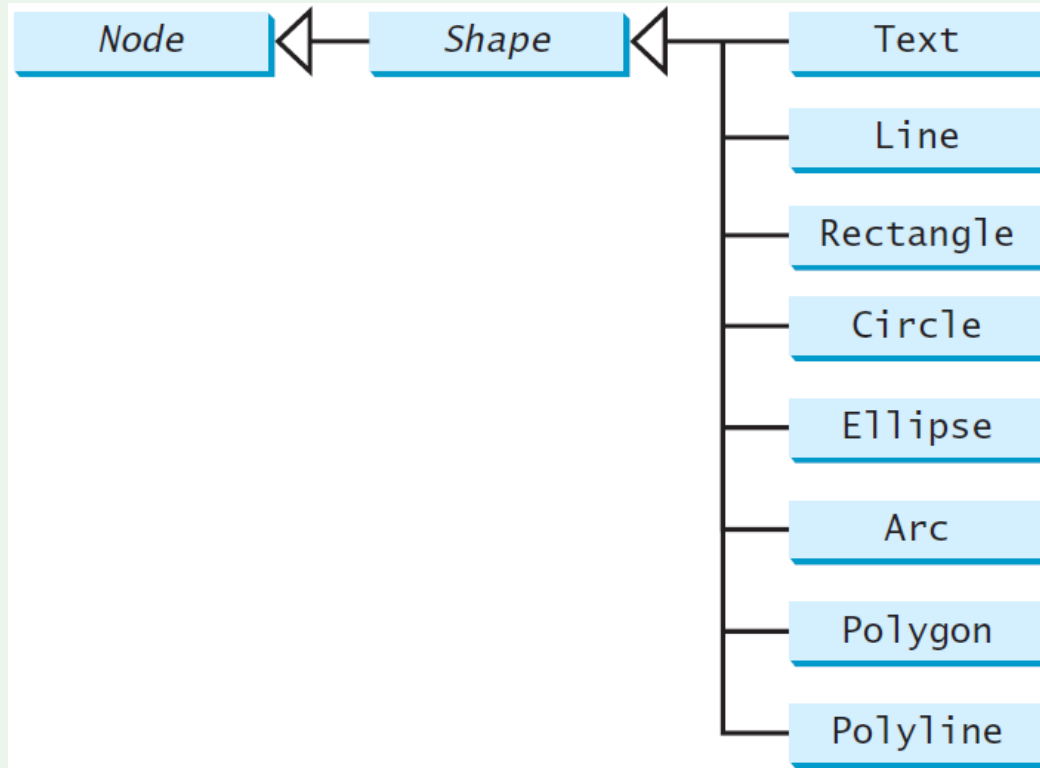 Node
Shape
Text
Line
Rectangle
Circle
Ellipse
Arc
Polygon
Polyline